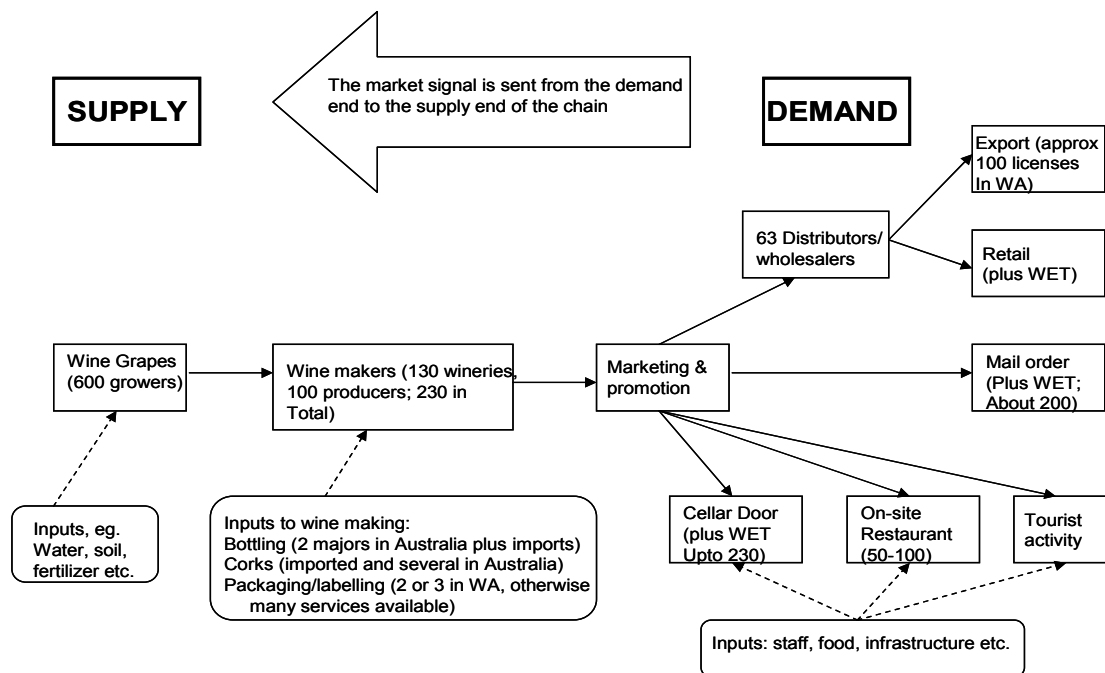 SUPPLY
The market signal is sent from the demand
end to the supply end of the chain
DEMAND
Export (approx
100 licenses
In WA)
63 Distributors/
wholesalers
Retail
(plus WET)
Wine Grapes
(600 growers)
Wine makers (130 wineries,
100 producers; 230 in
Total)
Marketing &
promotion
Mail order
(Plus WET;
About 200)
Inputs, eg.
Water, soil,
fertilizer etc.
Inputs to wine making:
Bottling (2 majors in Australia plus imports)
Corks (imported and several in Australia)
Packaging/labelling (2 or 3 in WA, otherwise
many services available)
Cellar Door
(plus WET
Upto 230)
On-site
Restaurant
(50-100)
Tourist
activity
Inputs: staff, food, infrastructure etc.